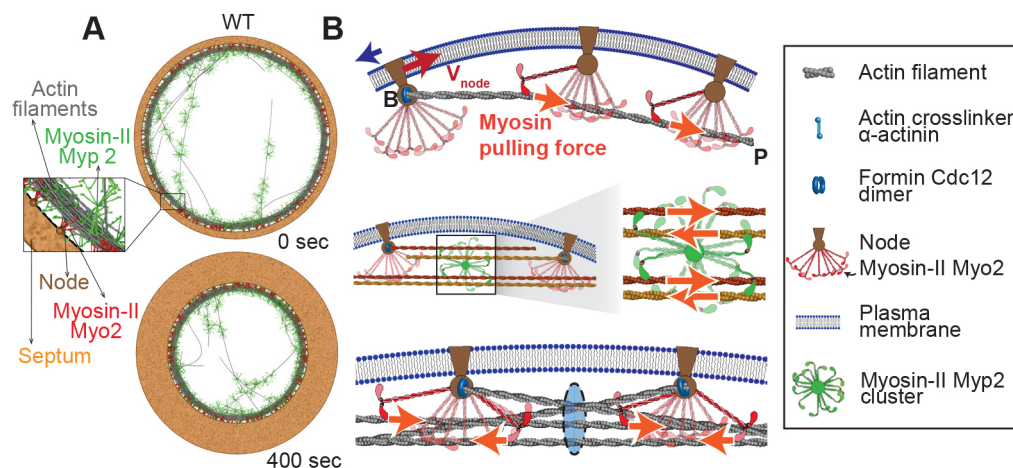 A
WT
Actin
filaments
Myosin-II
Myp 2
0 sec
Node
Myosin-II
Myo2
Septum
400 sec
B
V node
B
Myosin
pulling force
P
Actin filament
Actin crosslinker
α-actinin
Formin Cdc12
dimer
Node
Myosin-II Myo2
Plasma
membrane
Myosin-II Myp2
cluster